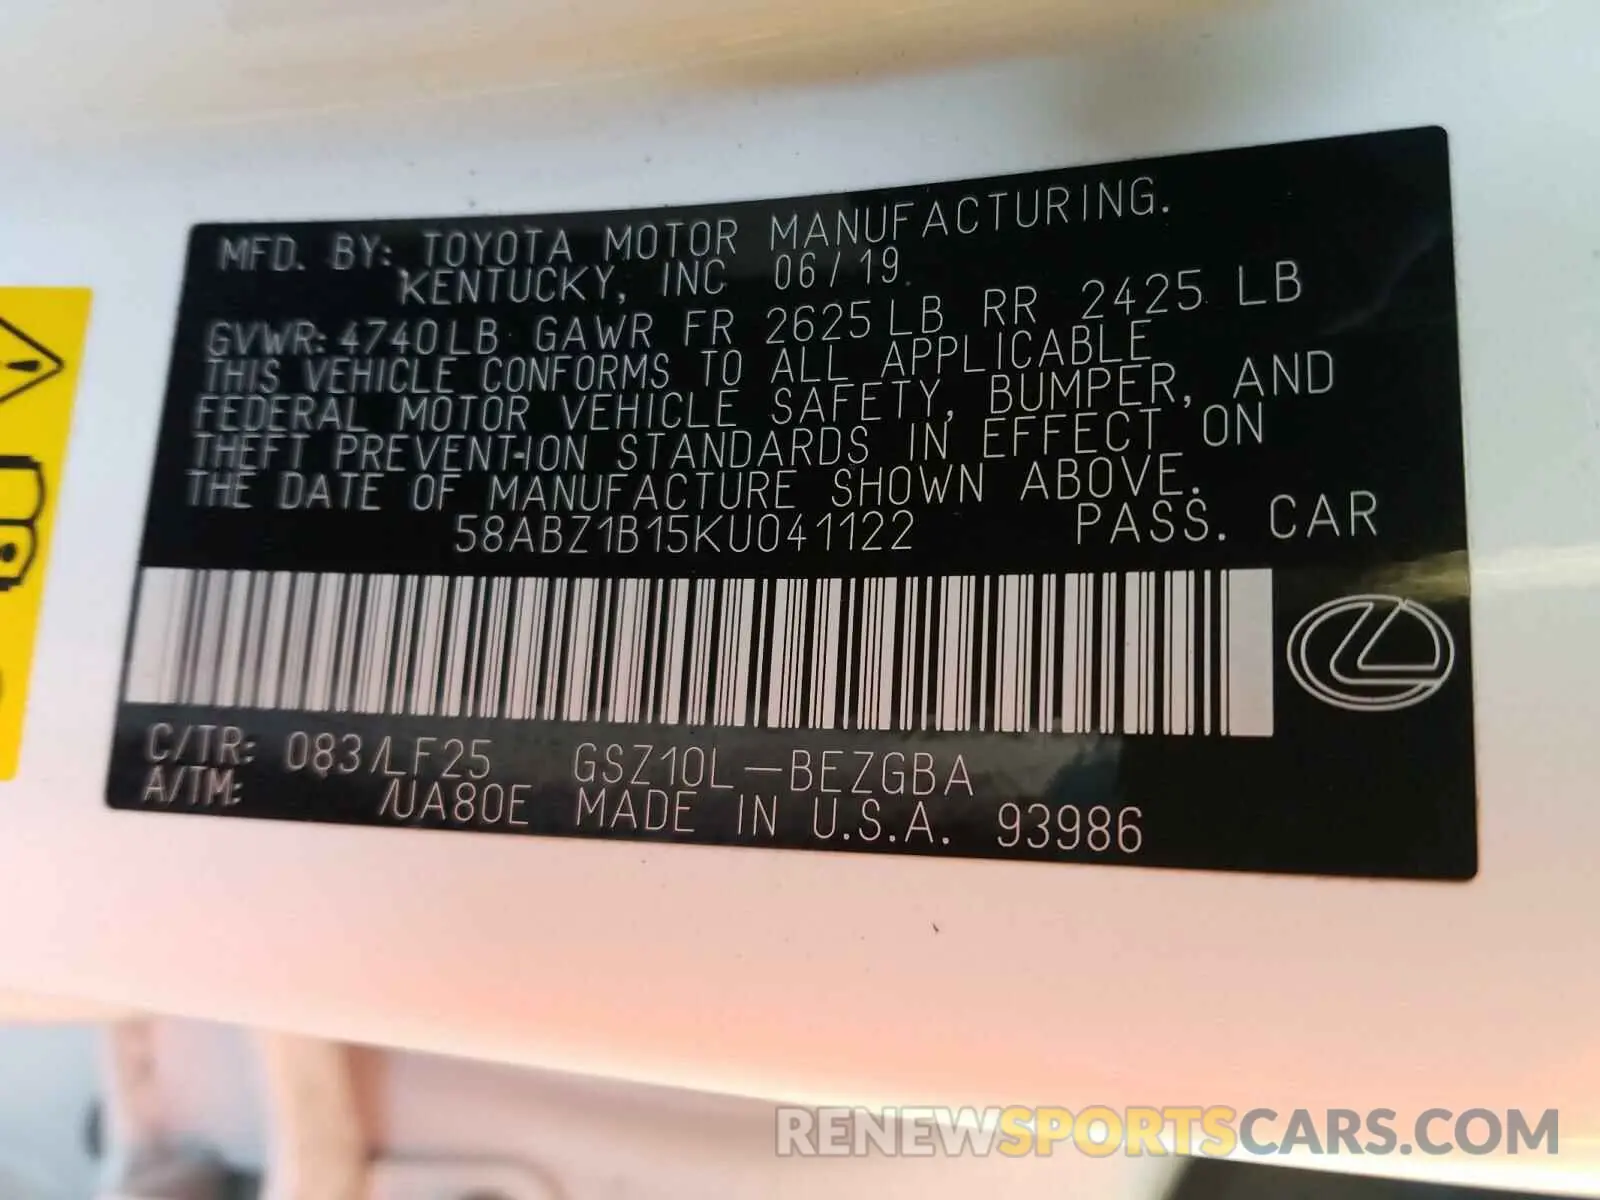 MFD. BY: TOYOTA MOTOR MANUFACTURING.
KENTUCKY, INC 06/19
GVWR: 4740LB GAWR FR 2625LB RR 2425 LB
THIS VEHICLE CONFORMS TO ALL APPLICABLE
FEDERAL MOTOR VEHICLE SAFETY, BUMPER, AND
THEFT PREVENTION STANDARDS IN EFFECT ON
THE DATE OF MANUFACTURE SHOWN ABOVE.
58ABZ1B15KU041122 PASS. CAR
C/TR: 083/LF25 GSZ10L-BEZGBA
A/TM: /UA80E MADE IN U.S.A. 93986
RENEWSPORTSCARS.COM